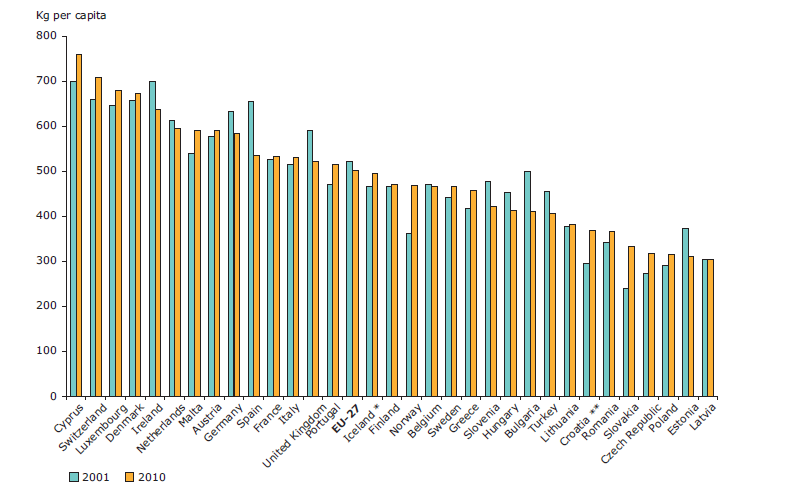 Kg per capita
800
700
600
500
400
300
200
100
0
Cyprus
Switzerland
Luxembourg
Denmark
Ireland
Netherlands
Malta
Austria
Germany
Spain
France
Italy
United Kingdom
Portugal
EU-27
Iceland *
Finland
Norway
Belgium
Sweden
Greece
Slovenia
Hungary
Bulgaria
Turkey
Lithuania
Croatia **
Romania
Slovakia
Czech Republic
Poland
Estonia
Latvia
2001 2010